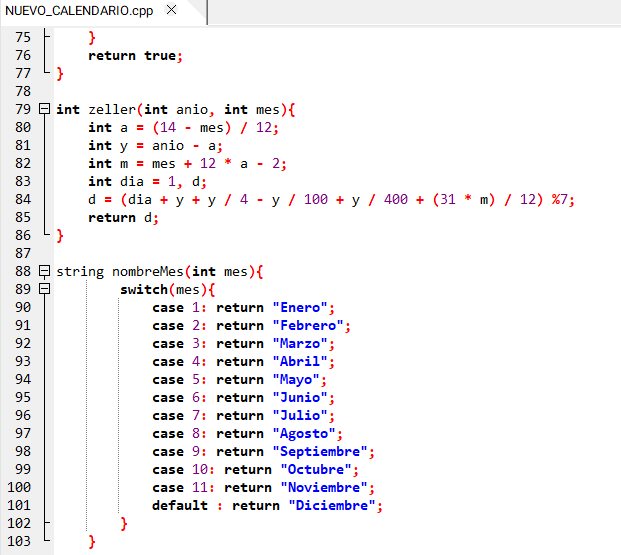 NUEVO_CALENDARIO.cpp
75 }
76 return true;
77 }
78
79 int zeller(int anio, int mes){
80 int a = (14 - mes) / 12;
81 int y = anio - a;
82 int m = mes + 12 * a - 2;
83 int dia = 1, d;
84 d = (dia + y + y / 4 - y / 100 + y / 400 + (31 * m) / 12) %7;
85 return d;
86 }
87
88 string nombreMes(int mes){
89 switch(mes){
90 case 1: return "Enero";
91 case 2: return "Febrero";
92 case 3: return "Marzo";
93 case 4: return "Abril";
94 case 5: return "Mayo";
95 case 6: return "Junio";
96 case 7: return "Julio";
97 case 8: return "Agosto";
98 case 9: return "Septiembre";
99 case 10: return "Octubre";
100 case 11: return "Noviembre";
101 default : return "Diciembre";
102 }
103 }